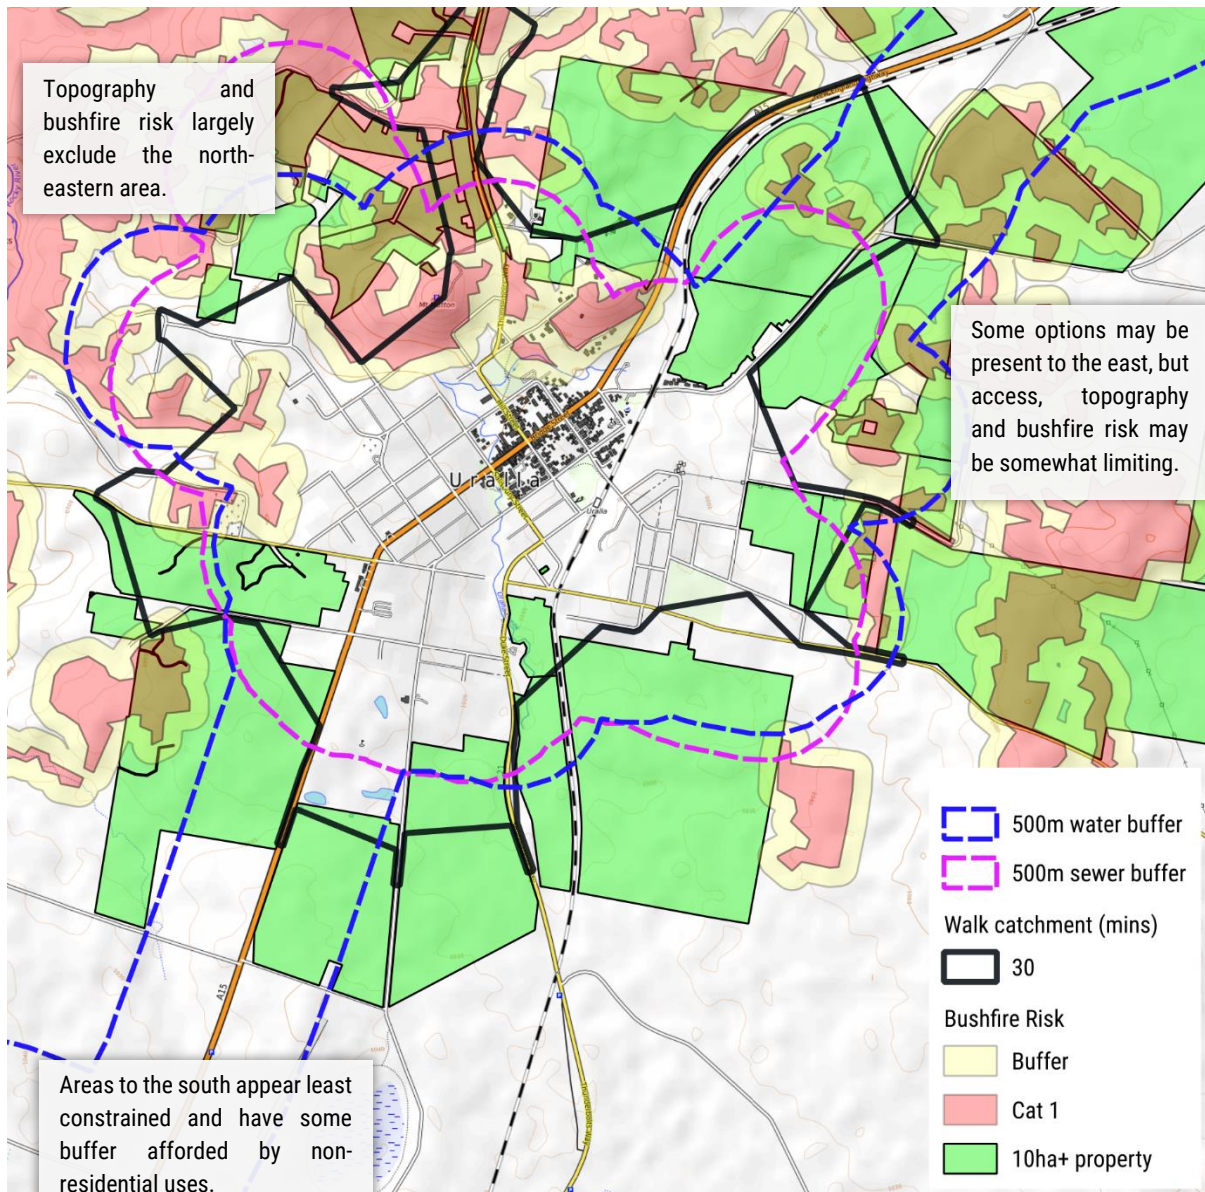 Topography and
bushfire risk largely
exclude the north-
eastern area.
Some options may be
present to the east, but
access, topography
and bushfire risk may
be somewhat limiting.
Uralla
Uralla
A15
A15
500m water buffer
500m sewer buffer
Walk catchment (mins)
30
Bushfire Risk
Buffer
Cat 1
10ha+ property
Areas to the south appear least
constrained and have some
buffer afforded by non-
residential uses.